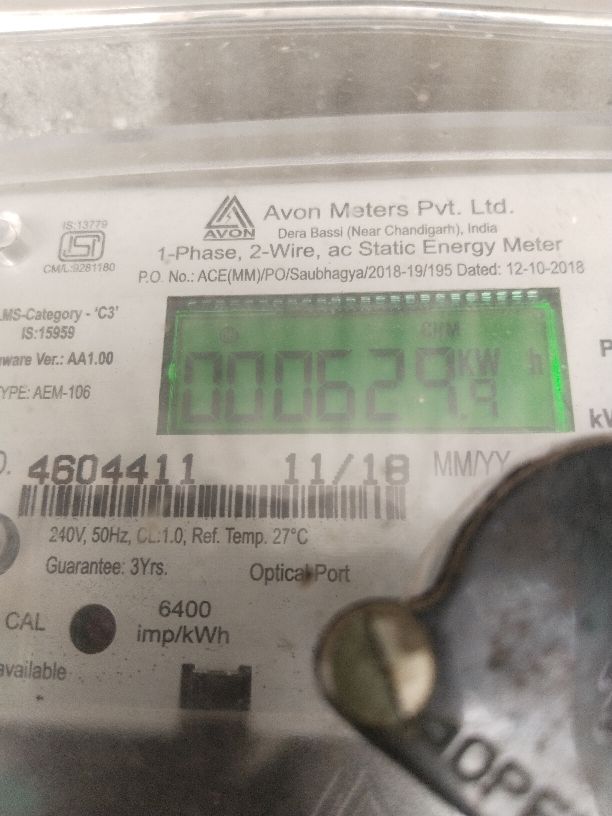 IS:13779
ISI
CM/L:9281180
AVON
Avon Meters Pvt. Ltd.
Dera Bassi (Near Chandigarh), India
1-Phase, 2-Wire, ac Static Energy Meter
P.O. No.: ACE(MM)/PO/Saubhagya/2018-19/195 Dated: 12-10-2018
LMS-Category - 'C3'
IS:15959
ware Ver.: AA1.00
YPE: AEM-106
000629.9 KW h
4604411 11/18 MM/YY
240V, 50Hz, CL:1.0, Ref. Temp. 27°C
Guarantee: 3Yrs.
Optical Port
CAL
6400
imp/kWh
available